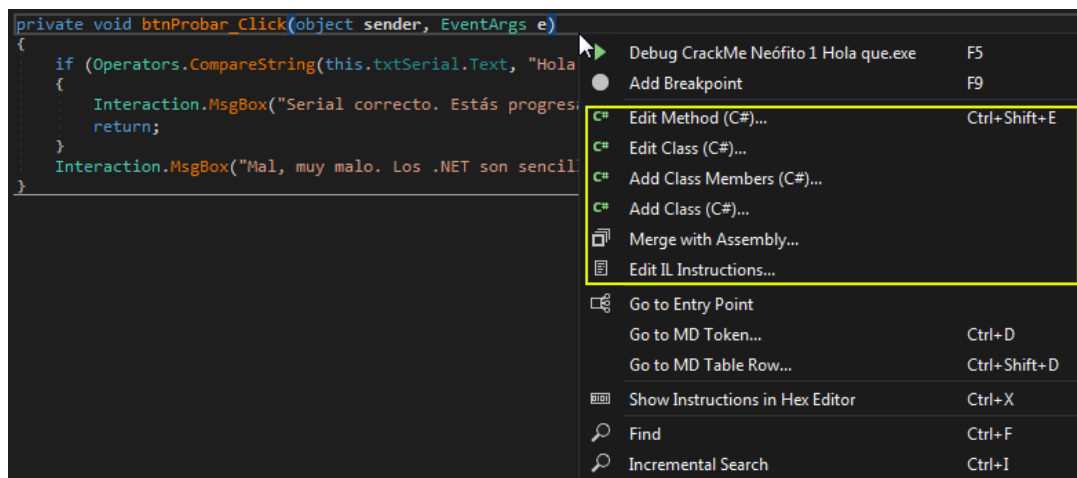 private void btnProbar_Click(object sender, EventArgs e)
{
if (Operators.CompareString(this.txtSerial.Text, "Hola
{
Interaction.MsgBox("Serial correcto. Estás progresa
return;
}
Interaction.MsgBox("Mal, muy malo. Los .NET son sencil
}
Debug CrackMe Neófito 1 Hola que.exe F5
Add Breakpoint F9
C# Edit Method (C#)... Ctrl+Shift+E
C# Edit Class (C#)...
C# Add Class Members (C#)...
C# Add Class (C#)...
Merge with Assembly...
Edit IL Instructions...
Go to Entry Point
Go to MD Token... Ctrl+D
Go to MD Table Row... Ctrl+Shift+D
Show Instructions in Hex Editor Ctrl+X
Find Ctrl+F
Incremental Search Ctrl+I